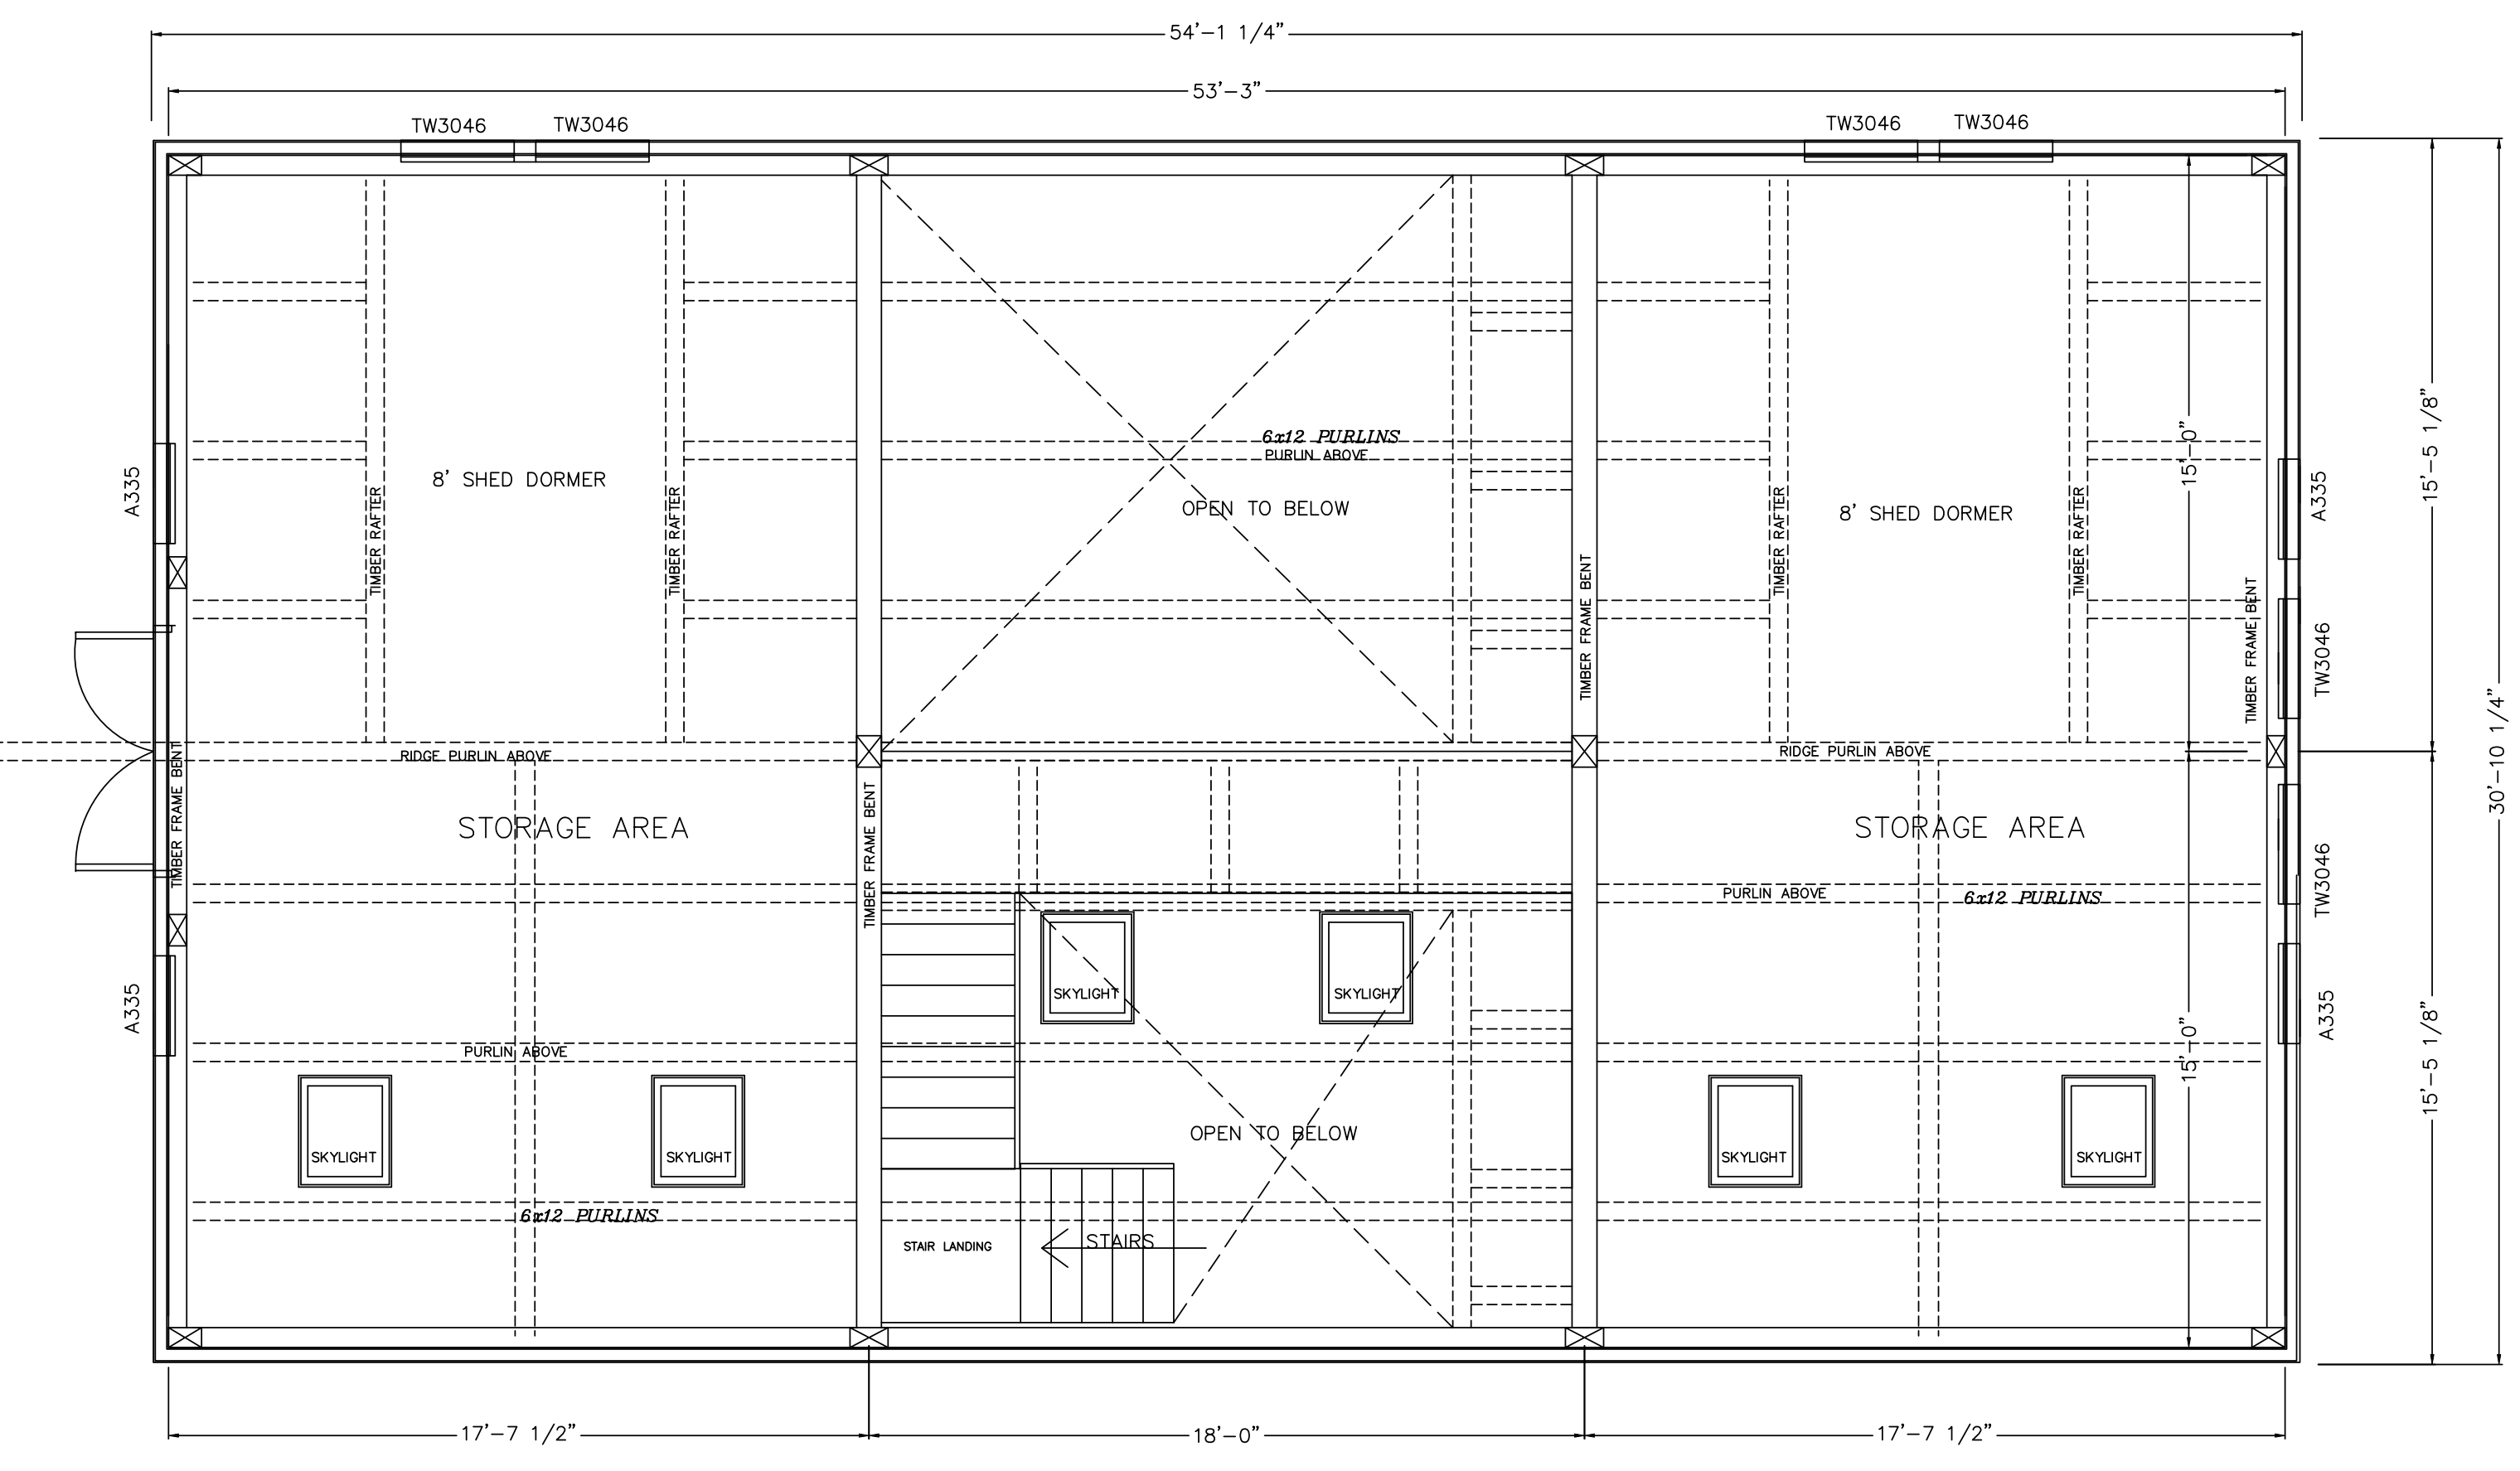 54'-1 1/4"
53'-3"
TW3046
TW3046
TW3046
TW3046
15'-0"
15'-5 1/8"
6x12 PURLINS
PURLIN ABOVE
8' SHED DORMER
A335
TIMBER RAFTER
TIMBER RAFTER
OPEN TO BELOW
8' SHED DORMER
TIMBER RAFTER
TIMBER RAFTER
A335
TIMBER FRAME BENT
TIMBER FRAME BENT
TW3046
30'-10 1/4"
RIDGE PURLIN ABOVE
RIDGE PURLIN ABOVE
TIMBER FRAME BENT
STORAGE AREA
TIMBER FRAME BENT
STORAGE AREA
TW3046
PURLIN ABOVE
6x12 PURLINS
A335
SKYLIGHT
SKYLIGHT
A335
PURLIN ABOVE
15'-0"
15'-5 1/8"
OPEN TO BELOW
SKYLIGHT
SKYLIGHT
SKYLIGHT
SKYLIGHT
6x12 PURLINS
STAIR LANDING
STAIRS
17'-7 1/2"
18'-0"
17'-7 1/2"